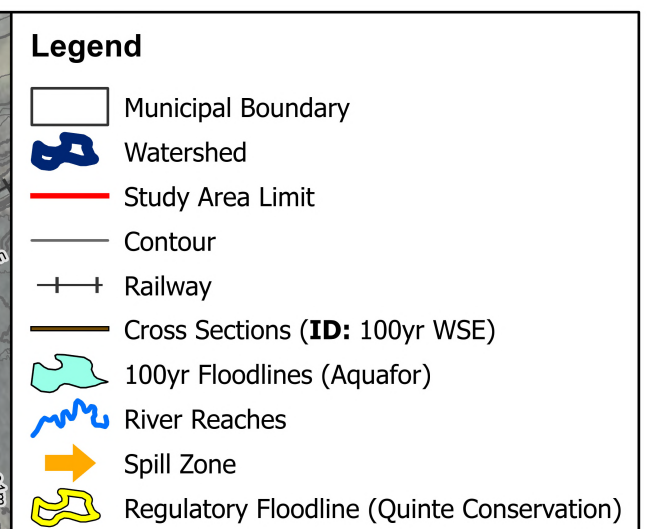 Legend
Municipal Boundary
Watershed
Study Area Limit
Contour
Railway
Cross Sections (ID: 100yr WSE)
100yr Floodlines (Aquafor)
River Reaches
Spill Zone
Regulatory Floodline (Quinte Conservation)